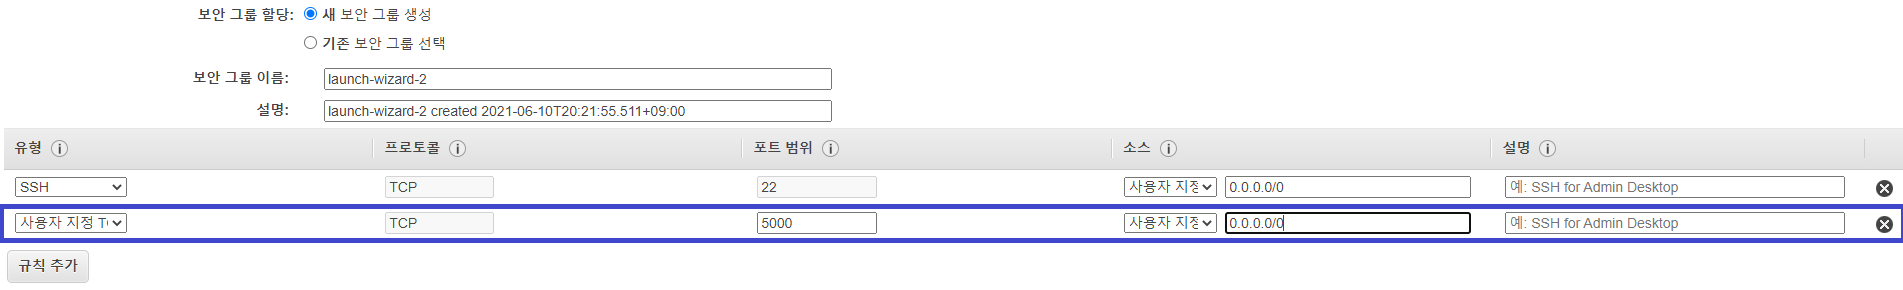 보안 그룹 할당: 새 보안 그룹 생성
기존 보안 그룹 선택
보안 그룹 이름: launch-wizard-2
설명: launch-wizard-2 created 2021-06-10T20:21:55.511+09:00
유형 i 프로토콜 i 포트 범위 i 소스 i 설명 i
SSH TCP 22 사용자 지정 0.0.0.0/0 예: SSH for Admin Desktop
사용자 지정 TC TCP 5000 사용자 지정 0.0.0.0/0 예: SSH for Admin Desktop
규칙 추가